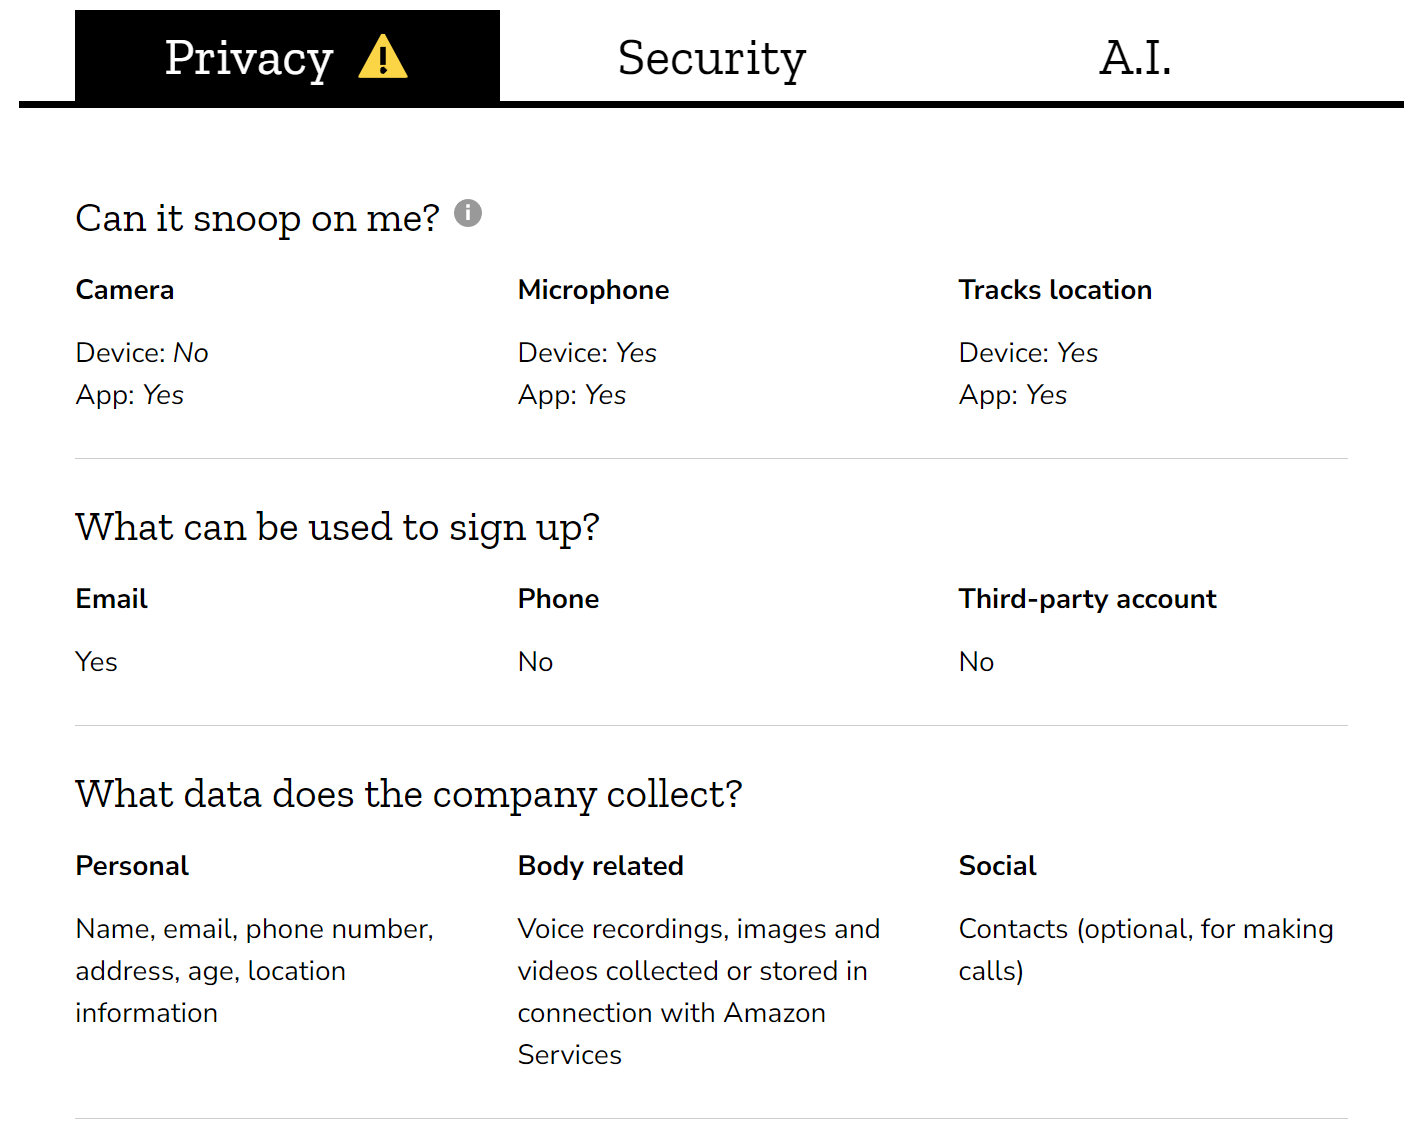 Privacy ⚠️ Security A.I.
Can it snoop on me?
Camera Microphone Tracks location
Device: No Device: Yes Device: Yes
App: Yes App: Yes App: Yes
What can be used to sign up?
Email Phone Third-party account
Yes No No
What data does the company collect?
Personal Body related Social
Name, email, phone number, Voice recordings, images and Contacts (optional, for making
address, age, location videos collected or stored in calls)
information connection with Amazon
Services